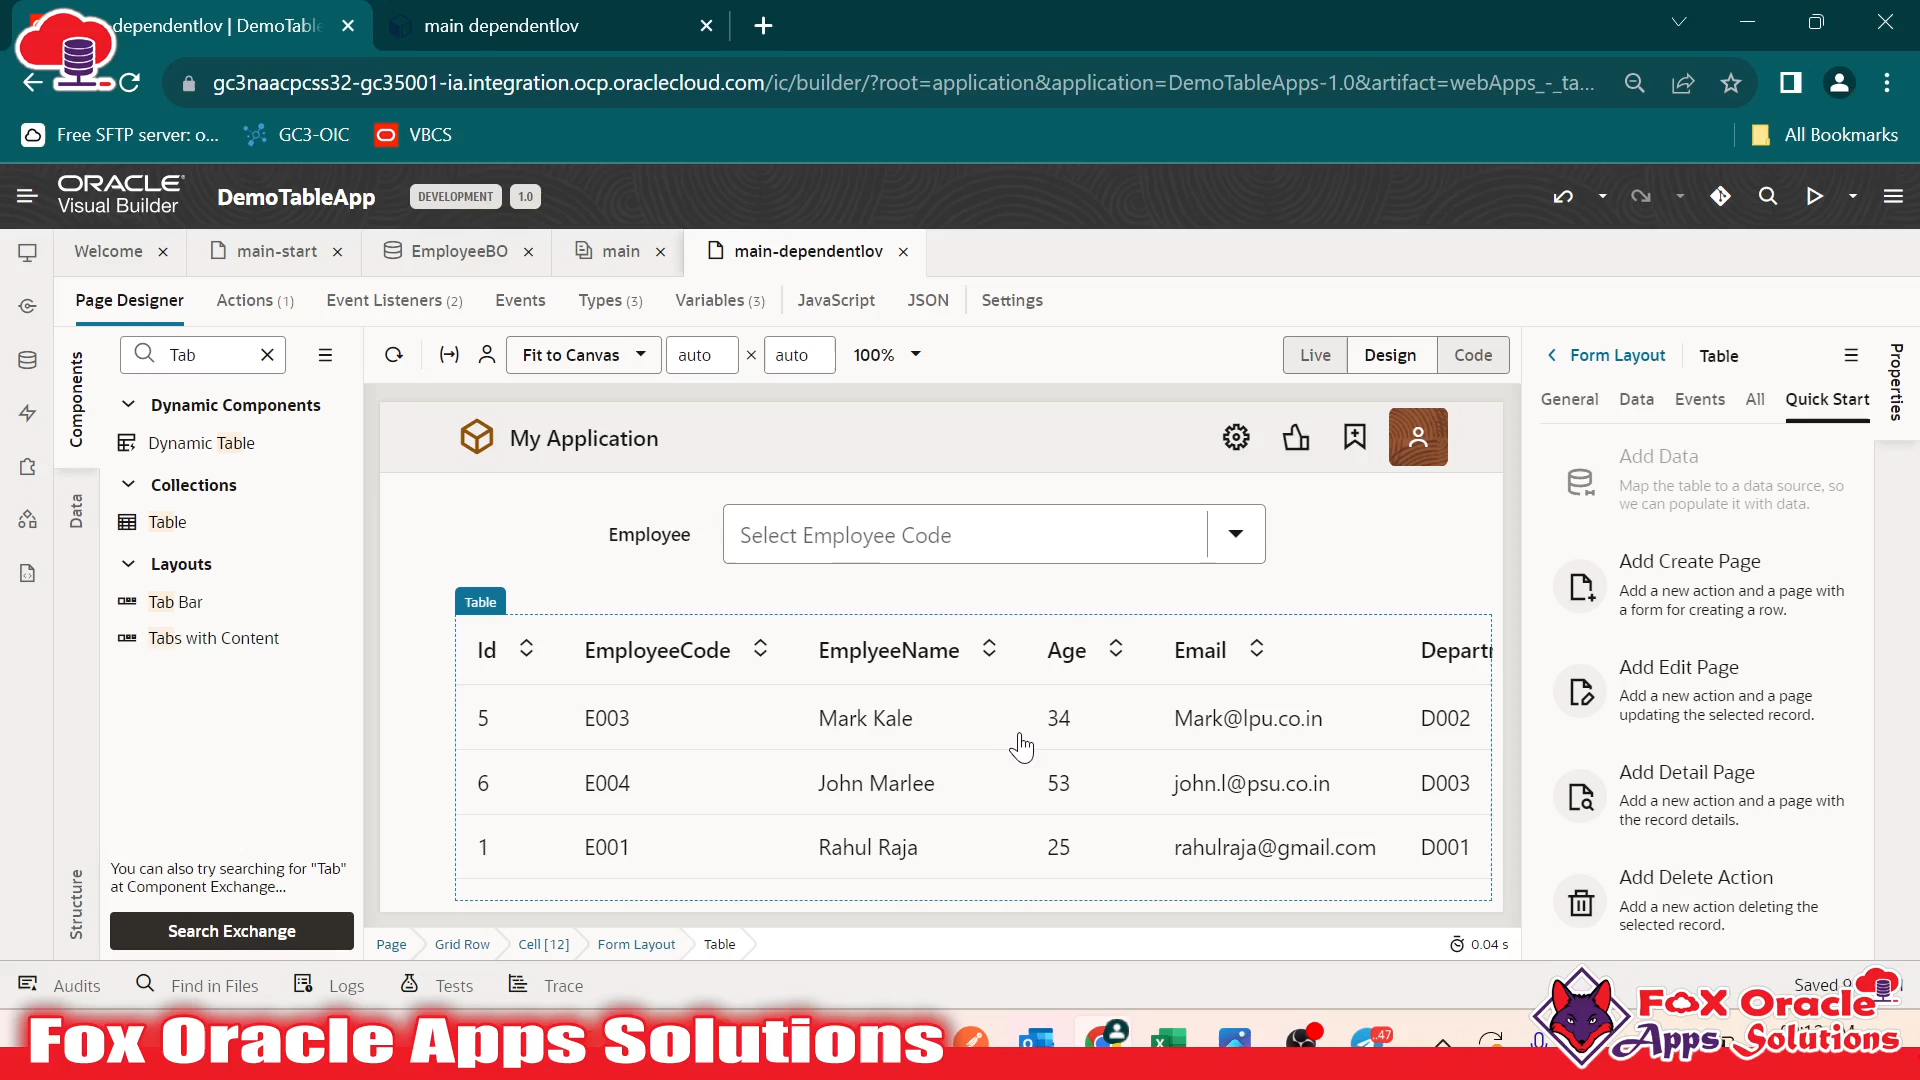 dependentlov | DemoTable
main dependentlov
gc3naacpcss32-gc35001-ia.integration.ocp.oraclecloud.com/ic/builder/?root=application&application=DemoTableApps-1.0&artifact=webApps_-_ta...
Free SFTP server: o...
GC3-OIC
VBCS
All Bookmarks
ORACLE
Visual Builder
DemoTableApp
DEVELOPMENT
1.0
Welcome
main-start
EmployeeBO
main
main-dependentlov
Page Designer
Actions (1)
Event Listeners (2)
Events
Types (3)
Variables (3)
JavaScript
JSON
Settings
Components
Data
Structure
Tab
Dynamic Components
Dynamic Table
Collections
Table
Layouts
Tab Bar
Tabs with Content
You can also try searching for "Tab"
at Component Exchange...
Search Exchange
Fit to Canvas
auto × auto
100%
Live
Design
Code
My Application
Employee
Select Employee Code
Table
Id EmployeeCode EmplyeeName Age Email Departm
5 E003 Mark Kale 34 Mark@lpu.co.in D002
6 E004 John Marlee 53 john.l@psu.co.in D003
1 E001 Rahul Raja 25 rahulraja@gmail.com D001
Page
Grid Row
Cell [12]
Form Layout
Table
0.04 s
Form Layout
Table
Properties
General
Data
Events
All
Quick Start
Add Data
Map the table to a data source, so
we can populate it with data.
Add Create Page
Add a new action and a page with
a form for creating a row.
Add Edit Page
Add a new action and a page
updating the selected record.
Add Detail Page
Add a new action and a page with
the record details.
Add Delete Action
Add a new action deleting the
selected record.
Audits
Find in Files
Logs
Tests
Trace
Saved
47
Fox Oracle Apps Solutions
FOX Oracle
Apps Solutions